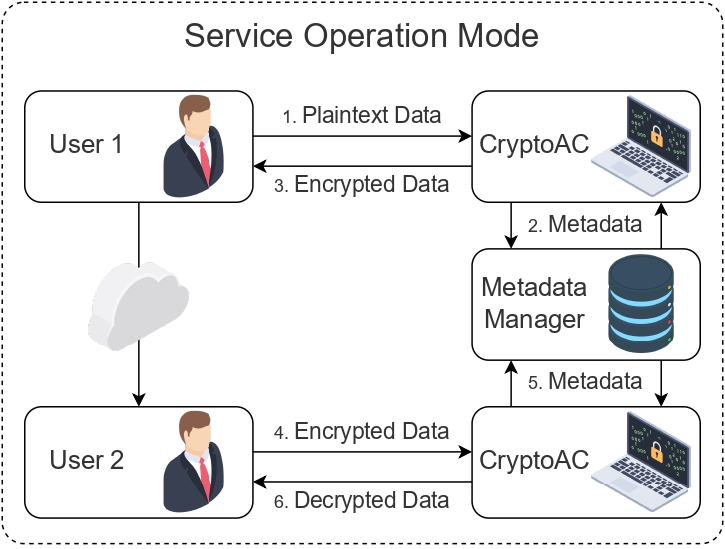 Service Operation Mode
User 1
1. Plaintext Data
CryptoAC
3. Encrypted Data
2. Metadata
Metadata
Manager
5. Metadata
User 2
4. Encrypted Data
CryptoAC
6. Decrypted Data